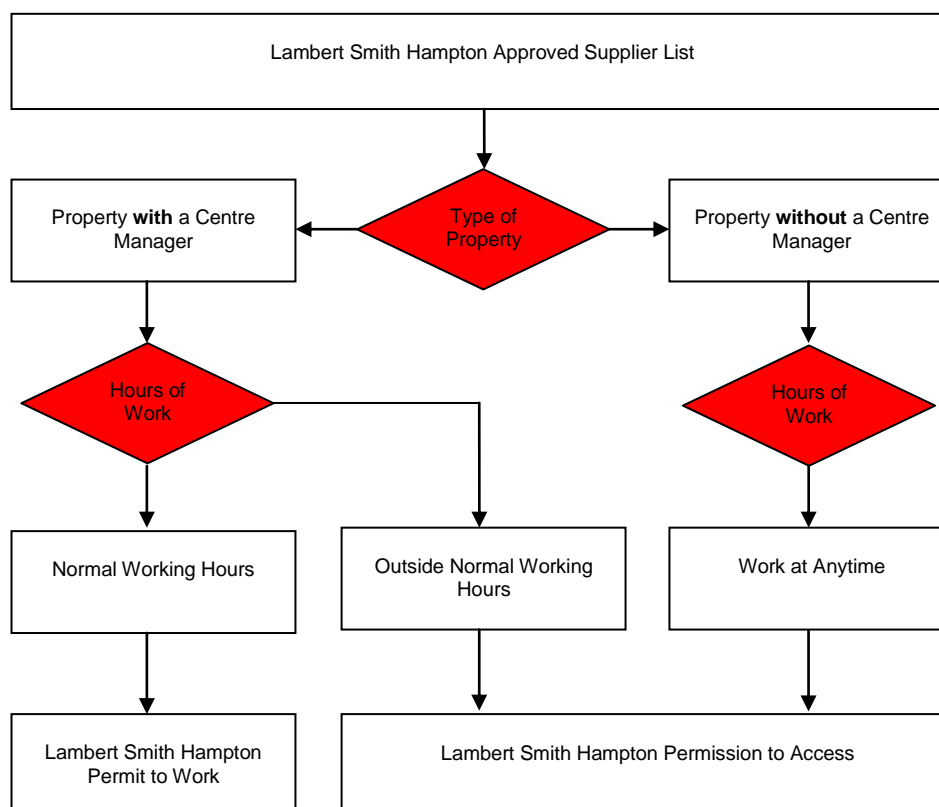 Lambert Smith Hampton Approved Supplier List
Property with a Centre
Manager
Type of
Property
Property without a Centre
Manager
Hours of
Work
Hours of
Work
Normal Working Hours
Outside Normal Working
Hours
Work at Anytime
Lambert Smith Hampton
Permit to Work
Lambert Smith Hampton Permission to Access